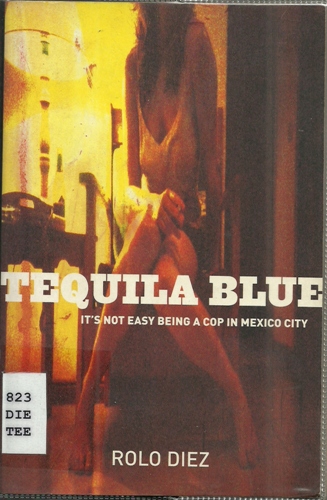 TEQUILA BLUE
IT'S NOT EASY BEING A COP IN MEXICO CITY
823
DIE
TEE
ROLO DIEZ